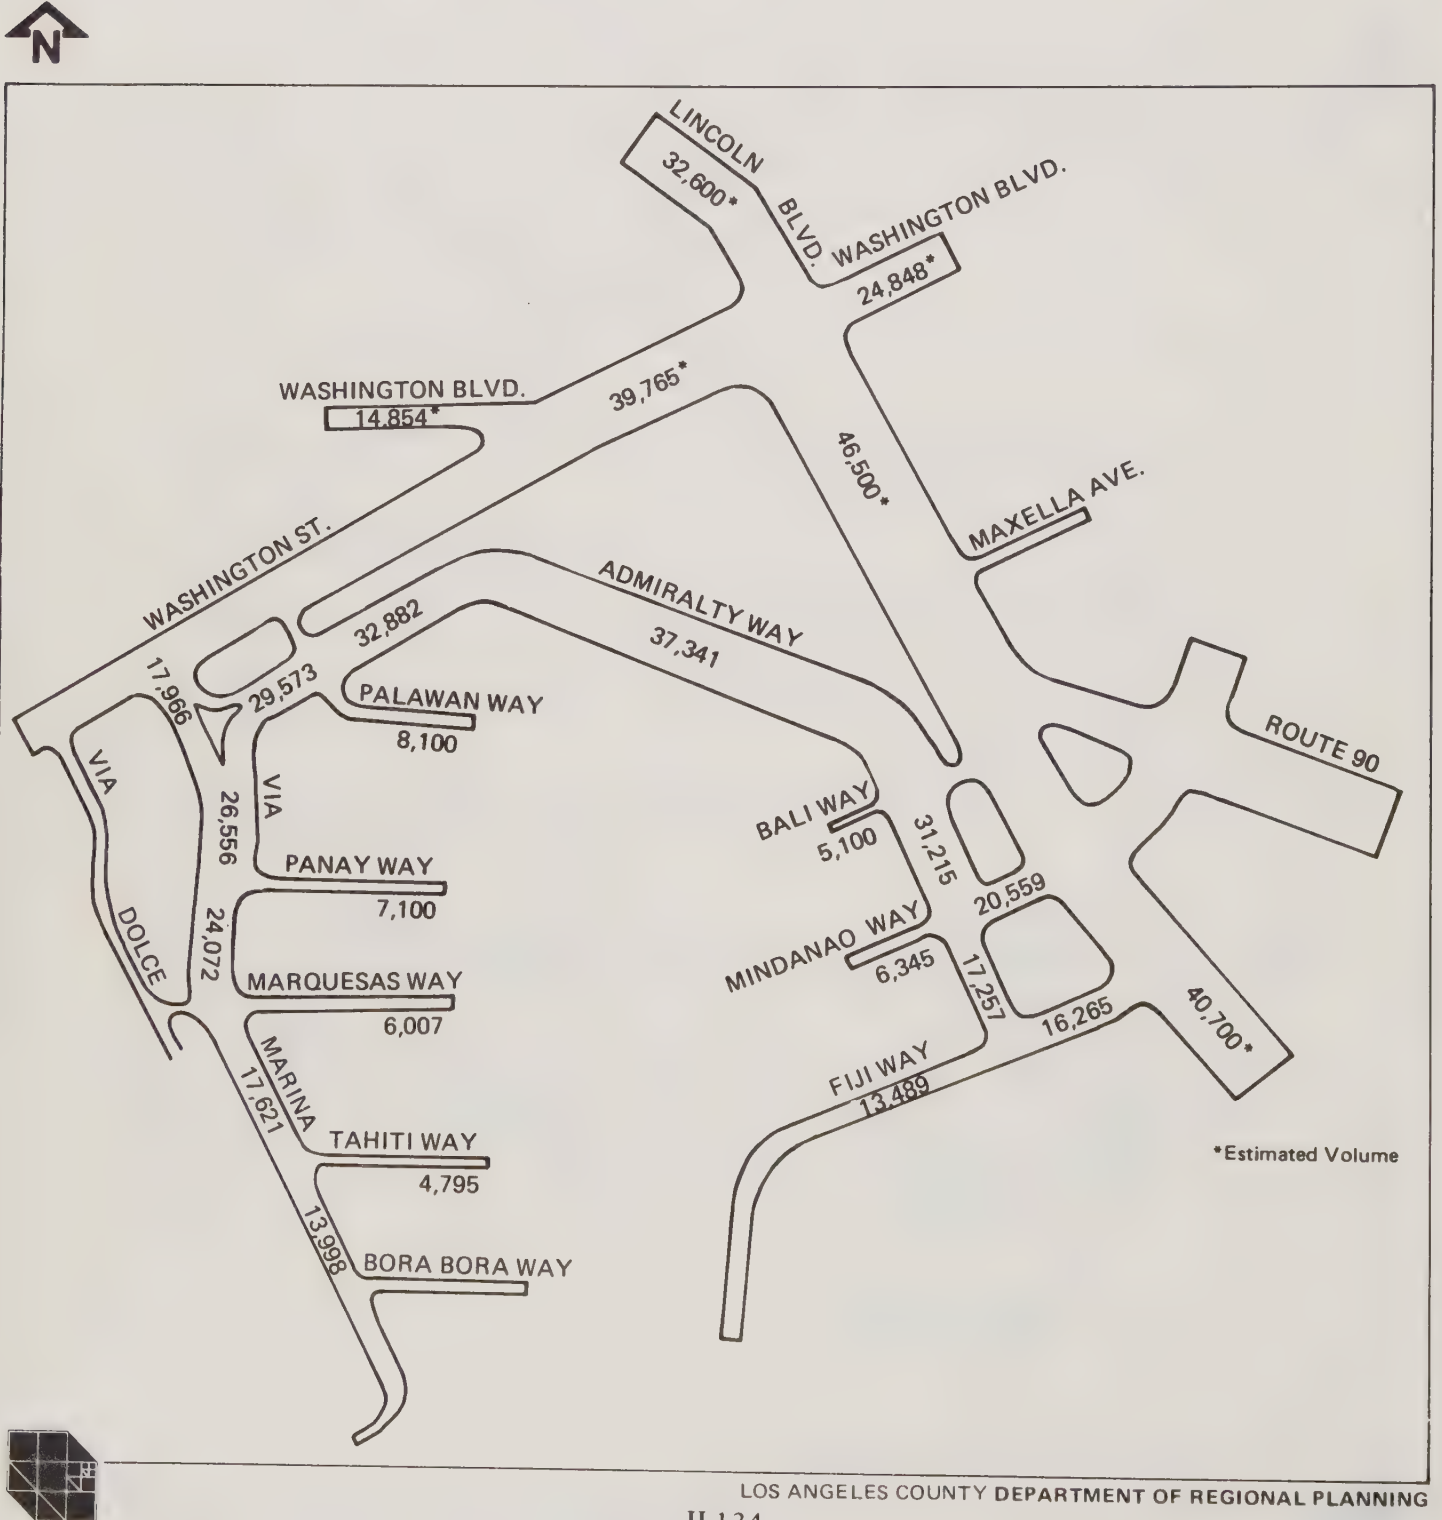 N
LINCOLN
BLVD.
32,600*
WASHINGTON BLVD.
24,848*
WASHINGTON BLVD.
14,854*
39,765*
46,500*
MAXELLA AVE.
WASHINGTON ST.
ADMIRALTY WAY
32,882
37,341
17,966
29,573
PALAWAN WAY
8,100
ROUTE 90
VIA
VIA
26,556
BALI WAY
5,100
31,215
PANAY WAY
7,100
20,559
DOLCE
24,072
MINDANAO WAY
6,345
17,257
MARQUESAS WAY
6,007
16,265
40,700*
MARINA
17,621
FIJI WAY
13,489
TAHITI WAY
4,795
*Estimated Volume
13,998
BORA BORA WAY
LOS ANGELES COUNTY DEPARTMENT OF REGIONAL PLANNING
II-124